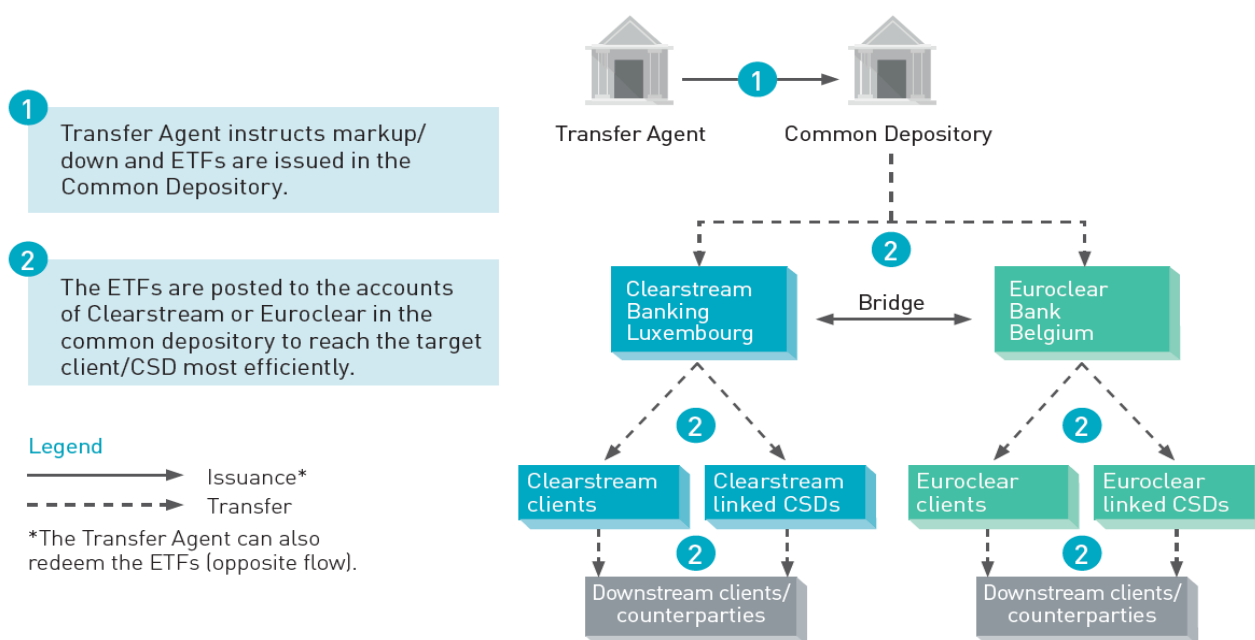 1
Transfer Agent instructs markup/
down and ETFs are issued in the
Common Depository.
2
The ETFs are posted to the accounts
of Clearstream or Euroclear in the
common depository to reach the target
client/CSD most efficiently.
Legend
Issuance*
Transfer
*The Transfer Agent can also
redeem the ETFs (opposite flow).
1
Transfer Agent
Common Depository
2
Clearstream
Banking
Luxembourg
Bridge
Euroclear
Bank
Belgium
2
2
Clearstream
clients
Clearstream
linked CSDs
Euroclear
clients
Euroclear
linked CSDs
2
2
Downstream clients/
counterparties
Downstream clients/
counterparties